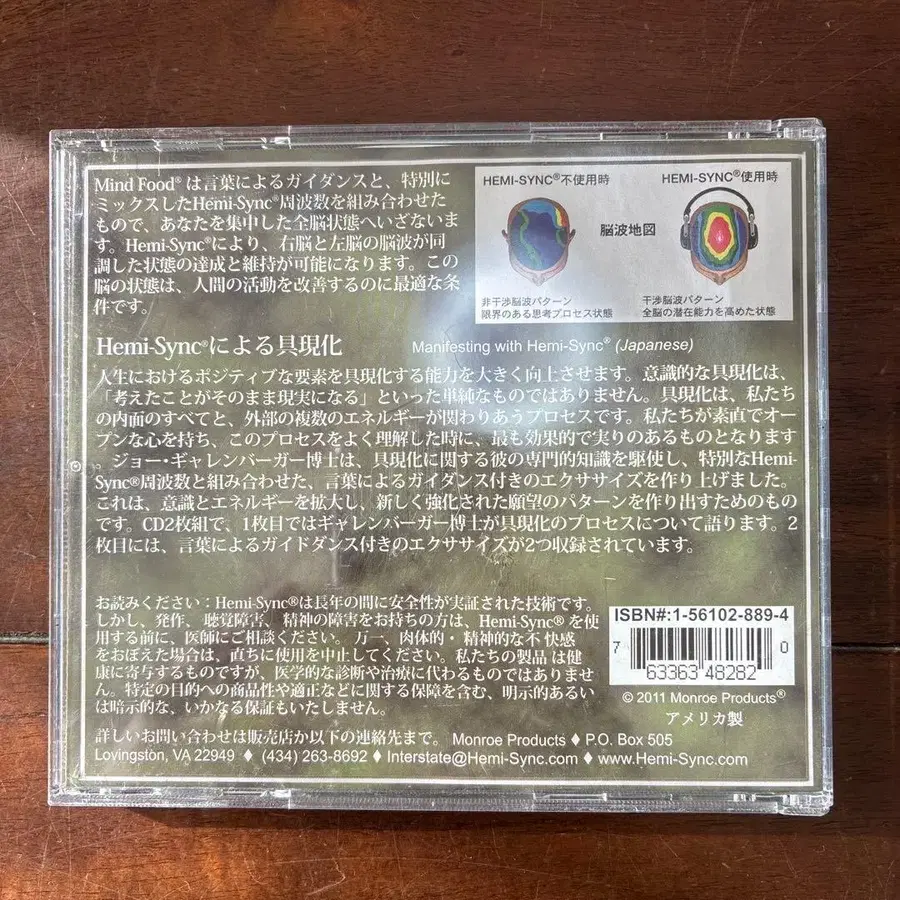 Mind Food® は言葉によるガイダンスと、特別に
ミックスしたHemi-Sync®周波数を組み合わせた
もので、あなたを集中した全脳状態へいざないま
す。Hemi-Sync®により、右脳と左脳の脳波が同
調した状態の達成と維持が可能になります。この
脳の状態は、人間の活動を改善するのに最適な条
件です。
HEMI-SYNC®不使用時
HEMI-SYNC®使用時
脳波地図
非干渉脳波パターン
限界のある思考プロセス状態
干渉脳波パターン
全脳の潜在能力を高めた状態
Hemi-Sync®による具現化
Manifesting with Hemi-Sync® (Japanese)
人生におけるポジティブな要素を具現化する能力を大きく向上させます。意識的な具現化は、
「考えたことがそのまま現実になる」といった単純なものではありません。具現化は、私たち
の内面のすべてと、外部の複数のエネルギーが関わりあうプロセスです。私たちが素直でオー
プンな心を持ち、このプロセスをよく理解した時に、最も効果的で実りのあるものとなります
。ジョー・ギャレンバーガー博士は、具現化に関する彼の専門的知識を駆使し、特別なHemi-
Sync®周波数と組み合わせた、言葉によるガイダンス付きのエクササイズを作り上げました。
これは、意識とエネルギーを拡大し、新しく強化された願望のパターンを作り出すためのもの
です。CD2枚組で、1枚目ではギャレンバーガー博士が具現化のプロセスについて語ります。2
枚目には、言葉によるガイドダンス付きのエクササイズが2つ収録されています。
お読みください：Hemi-Sync®は長年の間に安全性が実証された技術です。
しかし、発作、聴覚障害、精神の障害をお持ちの方は、Hemi-Sync® を使
用する前に、医師にご相談ください。万一、肉体的・精神的な不 快感
をおぼえた場合は、直ちに使用を中止してください。私たちの製品 は健
康に寄与するものですが、医学的な診断や治療に代わるものではありませ
ん。特定の目的への商品性や適正などに関する保障を含む、明示的あるい
は暗示的な、いかなる保証もいたしません。
ISBN#:1-56102-889-4
7 63363 48282 0
© 2011 Monroe Products®
アメリカ製
詳しいお問い合わせは販売店か以下の連絡先まで。 Monroe Products ♦ P.O. Box 505
Lovingston, VA 22949 ♦ (434) 263-8692 ♦ Interstate@Hemi-Sync.com ♦ www.Hemi-Sync.com